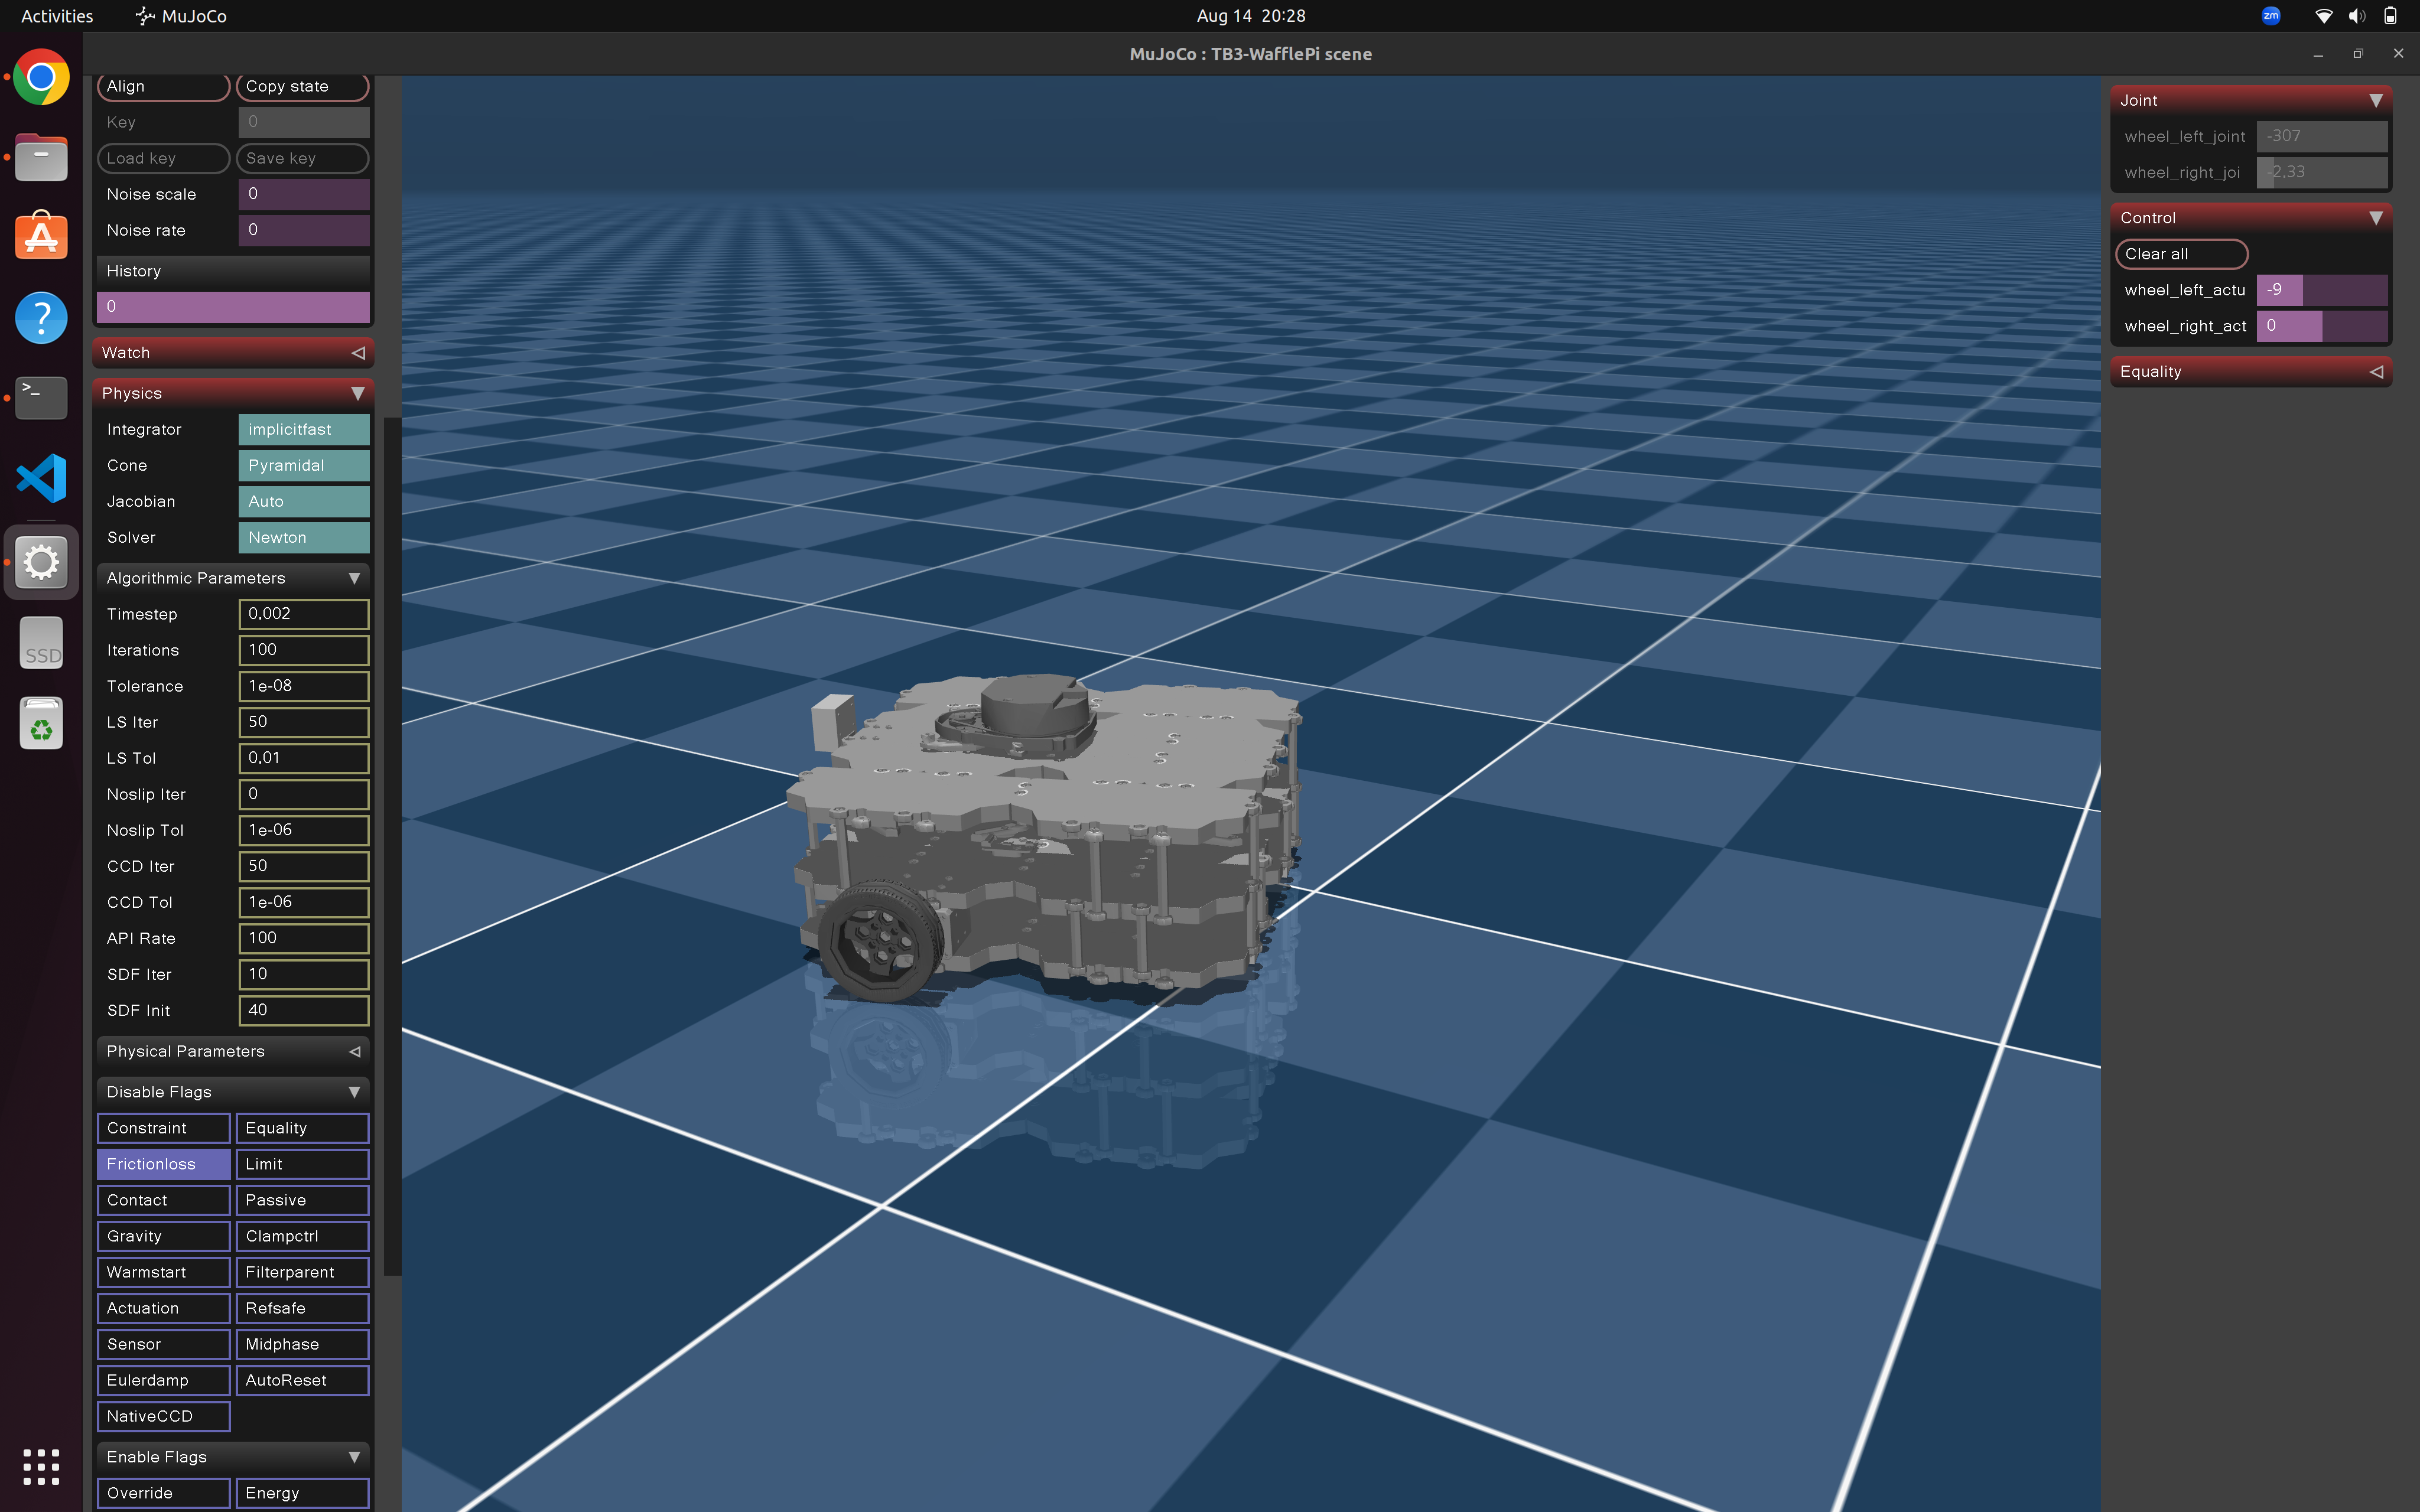 Activities MuJoCo Aug 14 20:28 zm
MuJoCo : TB3-WafflePi scene
Align Copy state
Key 0
Load key Save key
Noise scale 0
Noise rate 0
History
0
Watch
Physics
Integrator implicitfast
Cone Pyramidal
Jacobian Auto
Solver Newton
Algorithmic Parameters
Timestep 0.002
Iterations 100
Tolerance 1e-08
LS Iter 50
LS Tol 0.01
Noslip Iter 0
Noslip Tol 1e-06
CCD Iter 50
CCD Tol 1e-06
API Rate 100
SDF Iter 10
SDF Init 40
Physical Parameters
Disable Flags
Constraint Equality
Frictionloss Limit
Contact Passive
Gravity Clampctrl
Warmstart Filterparent
Actuation Refsafe
Sensor Midphase
Eulerdamp AutoReset
NativeCCD
Enable Flags
Override Energy
Joint
wheel_left_joint -307
wheel_right_joi -2.33
Control
Clear all
wheel_left_actu -9
wheel_right_act 0
Equality
SSD